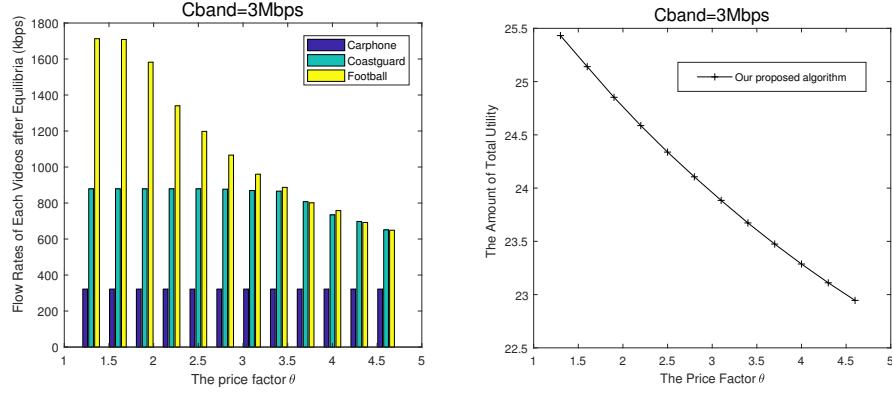 Cband=3Mbps
Flow Rates of Each Videos after Equilibria (kbps)
1800
1600
1400
1200
1000
800
600
400
200
0
Carphone
Coastguard
Football
1 1.5 2 2.5 3 3.5 4 4.5 5
The price factor θ
Cband=3Mbps
The Amount of Total Utility
25.5
25
24.5
24
23.5
23
22.5
Our proposed algorithm
1 1.5 2 2.5 3 3.5 4 4.5 5
The Price Factor θ